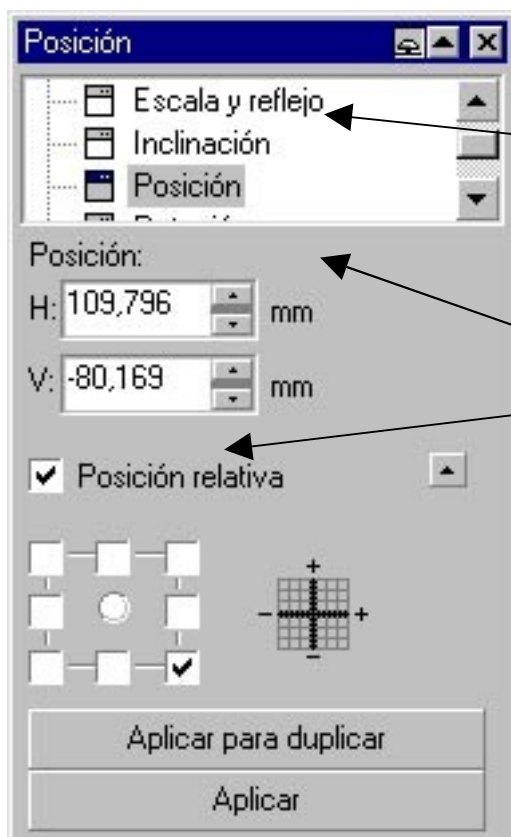 Posición
Escala y reflejo
Inclinación
Posición
Posición:
H: 109,796 mm
V: -80,169 mm
Posición relativa
+
- +
-
Aplicar para duplicar
Aplicar